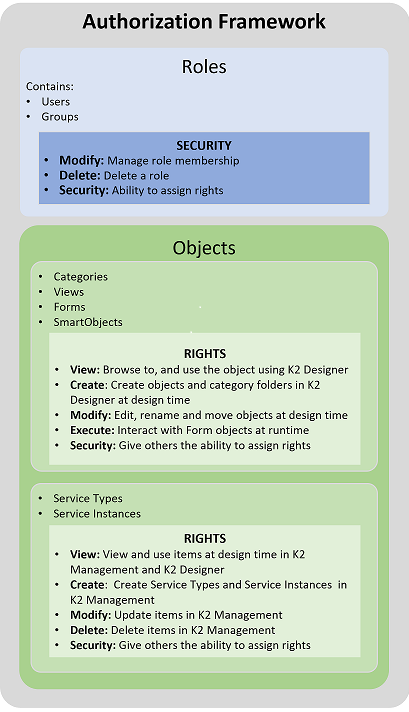 Authorization Framework
Roles
Contains:
• Users
• Groups
SECURITY
• Modify: Manage role membership
• Delete: Delete a role
• Security: Ability to assign rights
Objects
• Categories
• Views
• Forms
• SmartObjects
RIGHTS
• View: Browse to, and use the object using K2 Designer
• Create: Create objects and category folders in K2
Designer at design time
• Modify: Edit, rename and move objects at design time
• Execute: Interact with Form objects at runtime
• Security: Give others the ability to assign rights
• Service Types
• Service Instances
RIGHTS
• View: View and use items at design time in K2
Management and K2 Designer
• Create: Create Service Types and Service Instances in
K2 Management
• Modify: Update items in K2 Management
• Delete: Delete items in K2 Management
• Security: Give others the ability to assign rights